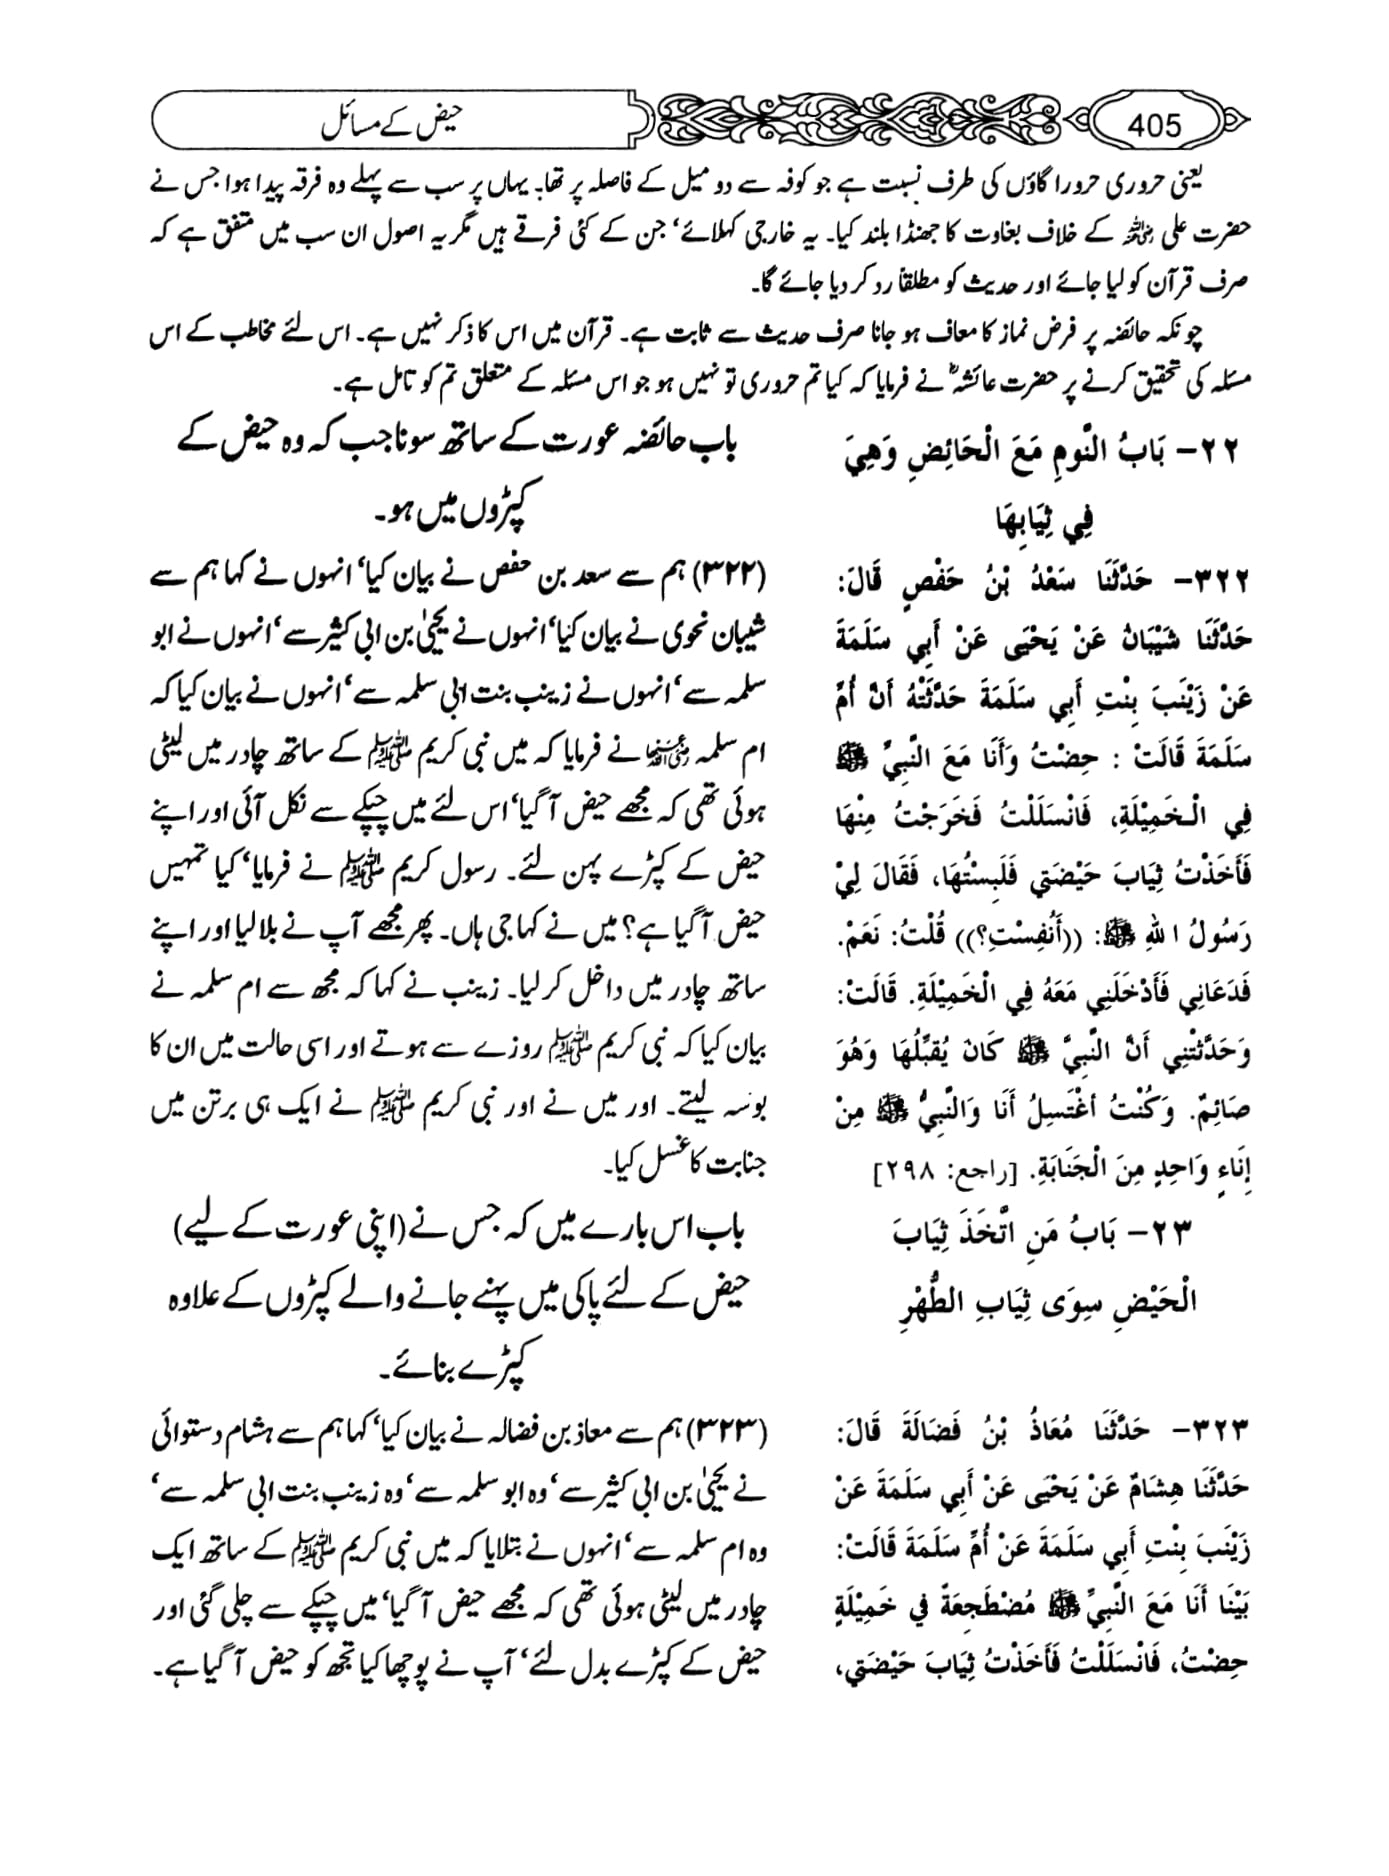 405
حیض کے مسائل
یعنی حروری حرورا گاؤں کی طرف نسبت ہے جو کوفہ سے دو میل کے فاصلہ پر تھا۔ یہاں پر سب سے پہلے وہ فرقہ پیدا ہوا جس نے
حضرت علی رضی اللہ عنہ کے خلاف بغاوت کا جھنڈا بلند کیا۔ یہ خارجی کہلائے' جن کے کئی فرقے ہیں مگر یہ اصول ان سب میں متفق ہے کہ
صرف قرآن کو لیا جائے اور حدیث کو مطلقاً رد کر دیا جائے گا۔
چونکہ حائضہ پر فرض نماز کا معاف ہو جانا صرف حدیث سے ثابت ہے۔ قرآن میں اس کا ذکر نہیں ہے۔ اس لئے مخاطب کے اس
مسئلہ کی تحقیق کرنے پر حضرت عائشہؓ نے فرمایا کہ کیا تم حروری تو نہیں ہو جو اس مسئلہ کے متعلق تم کو تامل ہے۔
٢٢- بَابُ النَّومِ مَعَ الْحَائِضِ وَهِيَ
فِي ثِيَابِهَا
٣٢٢- حَدَّثَنَا سَعْدُ بْنُ حَفْصٍ قَالَ:
حَدَّثَنَا شَيْبَانُ عَنْ يَحْيَى عَنْ أَبِي سَلَمَةَ
عَنْ زَيْنَبَ بِنْتِ أَبِي سَلَمَةَ حَدَّثَتْهُ أَنَّ أُمَّ
سَلَمَةَ قَالَتْ : حِضْتُ وَأَنَا مَعَ النَّبِيِّ ﷺ
فِي الْخَمِيْلَةِ، فَانْسَلَلْتُ فَخَرَجْتُ مِنْهَا
فَأَخَذْتُ ثِيَابَ حَيْضَتِي فَلَبِسْتُهَا، فَقَالَ لِيْ
رَسُولُ اللهِ ﷺ: ((أَنُفِسْتِ؟)) قُلْتُ: نَعَمْ.
فَدَعَانِي فَأَدْخَلَنِي مَعَهُ فِي الْخَمِيْلَةِ. قَالَتْ:
وَحَدَّثَتْنِي أَنَّ النَّبِيَّ ﷺ كَانَ يُقَبِّلُهَا وَهُوَ
صَائِمٌ. وَكُنْتُ أَغْتَسِلُ أَنَا وَالنَّبِيُّ ﷺ مِنْ
إِنَاءٍ وَاحِدٍ مِنَ الْجَنَابَةِ. [راجع: ٢٩٨]
٢٣- بَابُ مَنِ اتَّخَذَ ثِيَابَ
الْحَيْضِ سِوَى ثِيَابِ الطُّهْرِ
٣٢٣- حَدَّثَنَا مُعَاذُ بْنُ فَضَالَةَ قَالَ:
حَدَّثَنَا هِشَامٌ عَنْ يَحْيَى عَنْ أَبِي سَلَمَةَ عَنْ
زَيْنَبَ بِنْتِ أَبِي سَلَمَةَ عَنْ أُمِّ سَلَمَةَ قَالَتْ:
بَيْنَا أَنَا مَعَ النَّبِيِّ ﷺ مُضْطَجِعَةً فِي خَمِيْلَةٍ
حِضْتُ، فَانْسَلَلْتُ فَأَخَذْتُ ثِيَابَ حَيْضَتِي،
باب حائضہ عورت کے ساتھ سونا جب کہ وہ حیض کے
کپڑوں میں ہو۔
(۳۲۲) ہم سے سعد بن حفص نے بیان کیا' انہوں نے کہا ہم سے
شیبان نحوی نے بیان کیا' انہوں نے یحییٰ بن ابی کثیر سے' انہوں نے ابو
سلمہ سے' انہوں نے زینب بنت ابی سلمہ سے' انہوں نے بیان کیا کہ
ام سلمہ رضی اللہ عنہا نے فرمایا کہ میں نبی کریم ﷺ کے ساتھ چادر میں لیٹی
ہوئی تھی کہ مجھے حیض آگیا' اس لئے میں چپکے سے نکل آئی اور اپنے
حیض کے کپڑے پہن لئے۔ رسول کریم ﷺ نے فرمایا' کیا تمہیں
حیض آگیا ہے؟ میں نے کہا جی ہاں۔ پھر مجھے آپ نے بلا لیا اور اپنے
ساتھ چادر میں داخل کر لیا۔ زینب نے کہا کہ مجھ سے ام سلمہ نے
بیان کیا کہ نبی کریم ﷺ روزے سے ہوتے اور اسی حالت میں ان کا
بوسہ لیتے۔ اور میں نے اور نبی کریم ﷺ نے ایک ہی برتن میں
جنابت کا غسل کیا۔
باب اس بارے میں کہ جس نے (اپنی عورت کے لیے)
حیض کے لئے پاکی میں پہنے جانے والے کپڑوں کے علاوہ
کپڑے بنائے۔
(۳۲۳) ہم سے معاذ بن فضالہ نے بیان کیا' کہا ہم سے ہشام دستوائی
نے یحییٰ بن ابی کثیر سے' وہ ابو سلمہ سے' وہ زینب بنت ابی سلمہ سے'
وہ ام سلمہ سے' انہوں نے بتلایا کہ میں نبی کریم ﷺ کے ساتھ ایک
چادر میں لیٹی ہوئی تھی کہ مجھے حیض آگیا' میں چپکے سے چلی گئی اور
حیض کے کپڑے بدل لئے' آپ نے پوچھا کیا تجھ کو حیض آگیا ہے۔